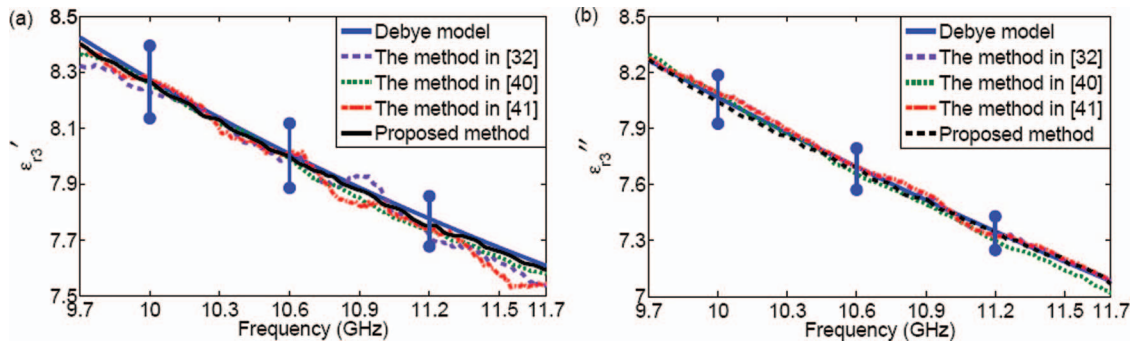 (a)
8.5
8.3
8.1
7.9
7.7
7.5
εr3′
9.7 10 10.3 10.6 10.9 11.2 11.5 11.7
Frequency (GHz)
Debye model
The method in [32]
The method in [40]
The method in [41]
Proposed method
(b)
8.5
8.2
7.9
7.6
7.3
7
εr3″
9.7 10 10.3 10.6 10.9 11.2 11.5 11.7
Frequency (GHz)
Debye model
The method in [32]
The method in [40]
The method in [41]
Proposed method